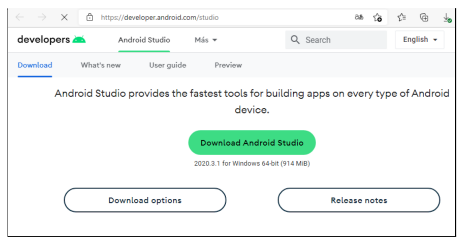 https://developer.android.com/studio
developers Android Studio Más Search English
Download What's new User guide Preview
Android Studio provides the fastest tools for building apps on every type of Android
device.
Download Android Studio
2020.3.1 for Windows 64-bit (914 MiB)
Download options Release notes